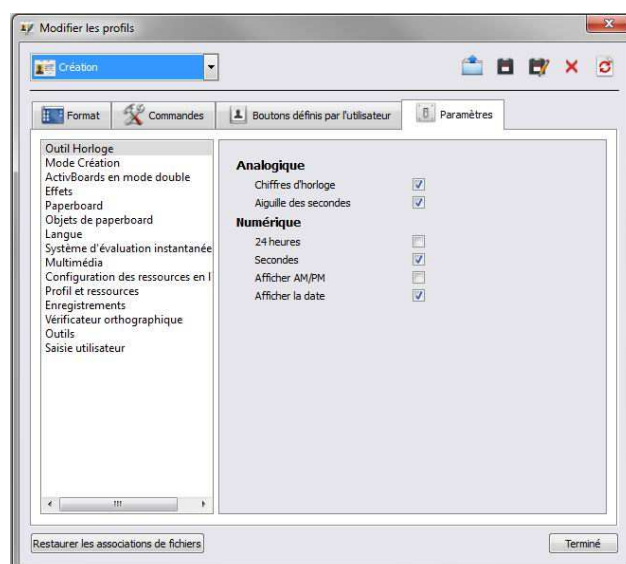 Modifier les profils
Création
Format
Commandes
Boutons définis par l'utilisateur
Paramètres
Outil Horloge
Mode Création
ActivBoards en mode double
Effets
Paperboard
Objets de paperboard
Langue
Système d'évaluation instantanée
Multimédia
Configuration des ressources en l
Profil et ressources
Enregistrements
Vérificateur orthographique
Outils
Saisie utilisateur
Analogique
Chiffres d'horloge
Aiguille des secondes
Numérique
24 heures
Secondes
Afficher AM/PM
Afficher la date
Restaurer les associations de fichiers
Terminé